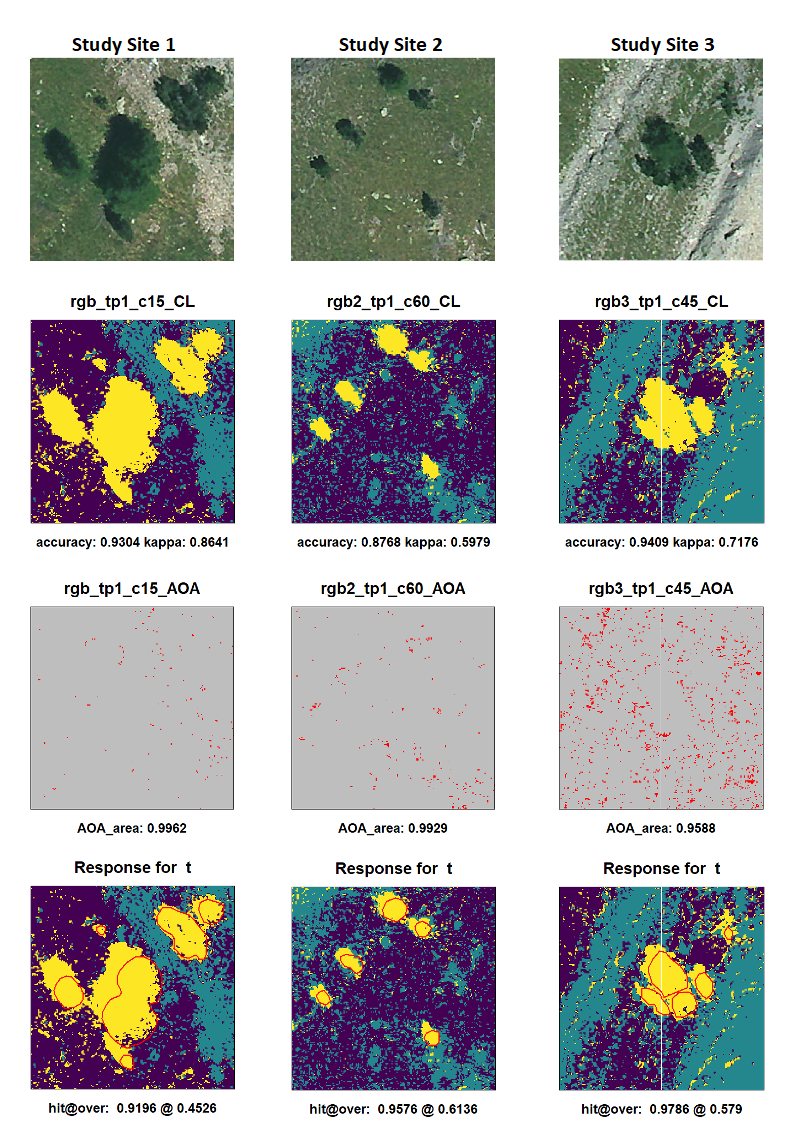 Study Site 1 Study Site 2 Study Site 3
rgb_tp1_c15_CL rgb2_tp1_c60_CL rgb3_tp1_c45_CL
accuracy: 0.9304 kappa: 0.8641 accuracy: 0.8768 kappa: 0.5979 accuracy: 0.9409 kappa: 0.7176
rgb_tp1_c15_AOA rgb2_tp1_c60_AOA rgb3_tp1_c45_AOA
AOA_area: 0.9962 AOA_area: 0.9929 AOA_area: 0.9588
Response for t Response for t Response for t
hit@over: 0.9196 @ 0.4526 hit@over: 0.9576 @ 0.6136 hit@over: 0.9786 @ 0.579